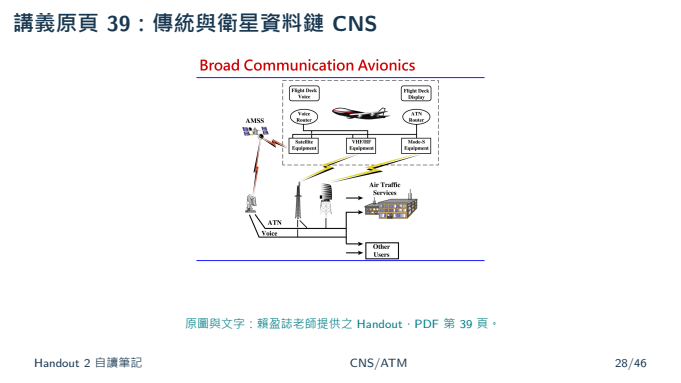 講義原頁 39：傳統與衛星資料鏈 CNS
Broad Communication Avionics
Flight Deck
Voice
Flight Deck
Display
AMSS
Voice
Router
ATN
Router
Satellite
Equipment
VHF/HF
Equipment
Mode-S
Equipment
Air Traffic
Services
ATN
Voice
Other
Users
原圖與文字：賴盈誌老師提供之 Handout，PDF 第 39 頁。
Handout 2 自讀筆記
CNS/ATM
28/46